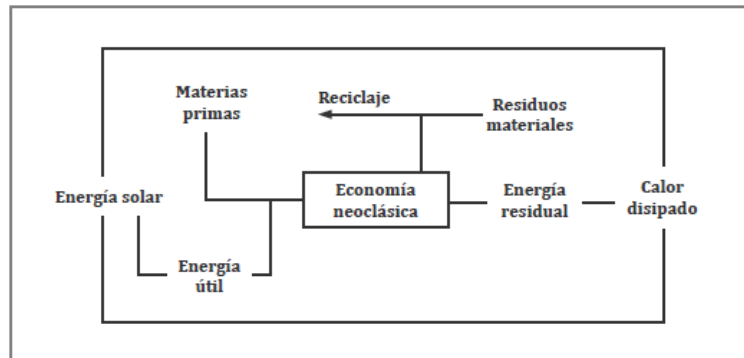 Materias
primas
Reciclaje
Residuos
materiales
Energía solar
Economía
neoclásica
Energía
residual
Calor
disipado
Energía
útil